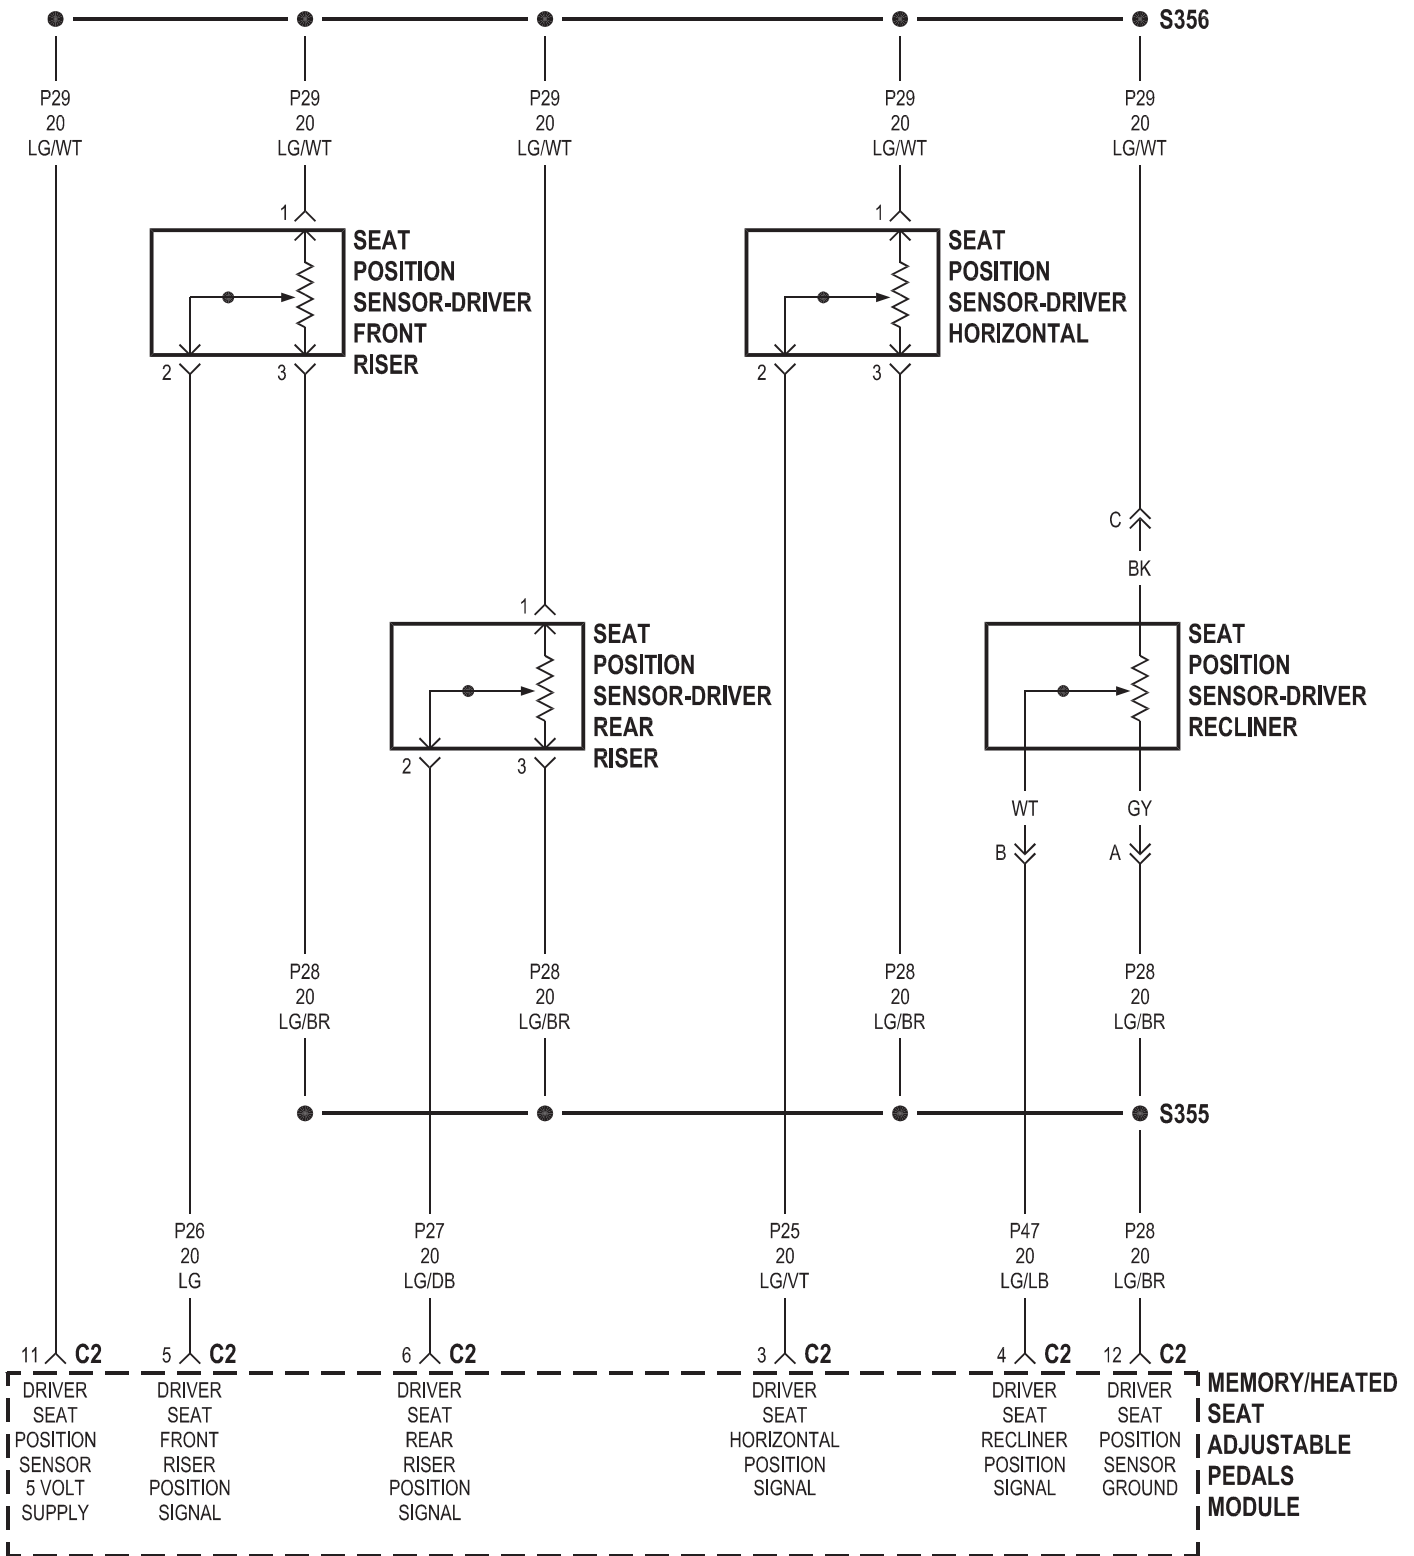 S356
P29 P29 P29 P29 P29
20 20 20 20 20
LG/WT LG/WT LG/WT LG/WT LG/WT
1 1
SEAT SEAT
POSITION POSITION
SENSOR-DRIVER SENSOR-DRIVER
FRONT HORIZONTAL
RISER
2 3 2 3
C
BK
1
SEAT SEAT
POSITION POSITION
SENSOR-DRIVER SENSOR-DRIVER
REAR RECLINER
RISER
2 3
WT GY
B A
P28 P28 P28 P28
20 20 20 20
LG/BR LG/BR LG/BR LG/BR
S355
P26 P27 P25 P47 P28
20 20 20 20 20
LG LG/DB LG/VT LG/LB LG/BR
11 C2 5 C2 6 C2 3 C2 4 C2 12 C2
DRIVER
SEAT
POSITION
SENSOR
5 VOLT
SUPPLY
DRIVER
SEAT
FRONT
RISER
POSITION
SIGNAL
DRIVER
SEAT
REAR
RISER
POSITION
SIGNAL
DRIVER
SEAT
HORIZONTAL
POSITION
SIGNAL
DRIVER
SEAT
RECLINER
POSITION
SIGNAL
DRIVER
SEAT
POSITION
SENSOR
GROUND
MEMORY/HEATED
SEAT
ADJUSTABLE
PEDALS
MODULE